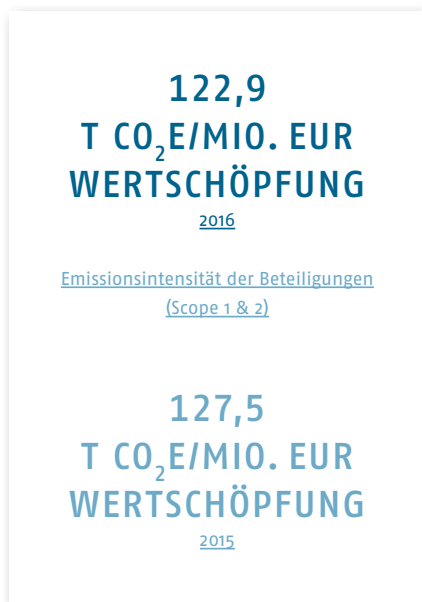 122,9
T CO₂E/MIO. EUR
WERTSCHÖPFUNG
2016
Emissionsintensität der Beteiligungen
(Scope 1 & 2)
127,5
T CO₂E/MIO. EUR
WERTSCHÖPFUNG
2015